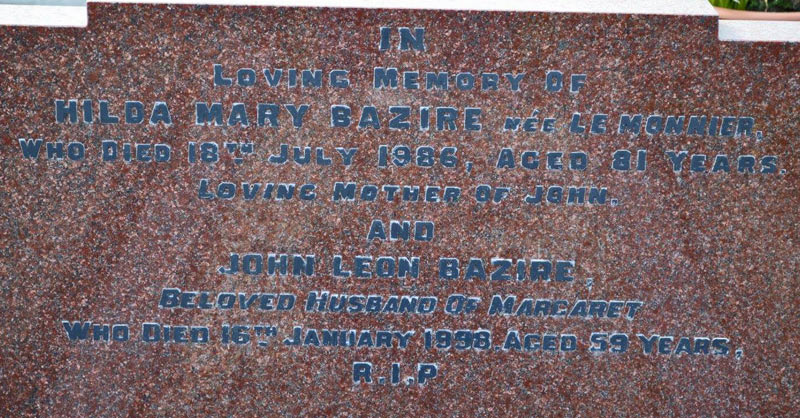 IN
LOVING MEMORY OF
HILDA MARY BAZIRE NÉE LE MONNIER,
WHO DIED 18TH JULY 1986, AGED 81 YEARS.
LOVING MOTHER OF JOHN.
AND
JOHN LEON BAZIRE,
BELOVED HUSBAND OF MARGARET
WHO DIED 16TH JANUARY 1998. AGED 59 YEARS,
R.I.P